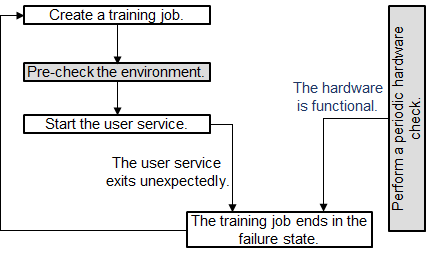 Create a training job.
Pre-check the environment.
Start the user service.
The user service
exits unexpectedly.
The hardware
is functional.
Perform a periodic hardware
check.
The training job ends in the
failure state.